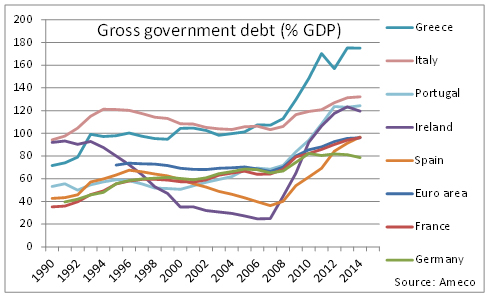 Gross government debt (% GDP)
200
180
160
140
120
100
80
60
40
20
0
1990
1992
1994
1996
1998
2000
2002
2004
2006
2008
2010
2012
2014
Greece
Italy
Portugal
Ireland
Spain
Euro area
France
Germany
Source: Ameco